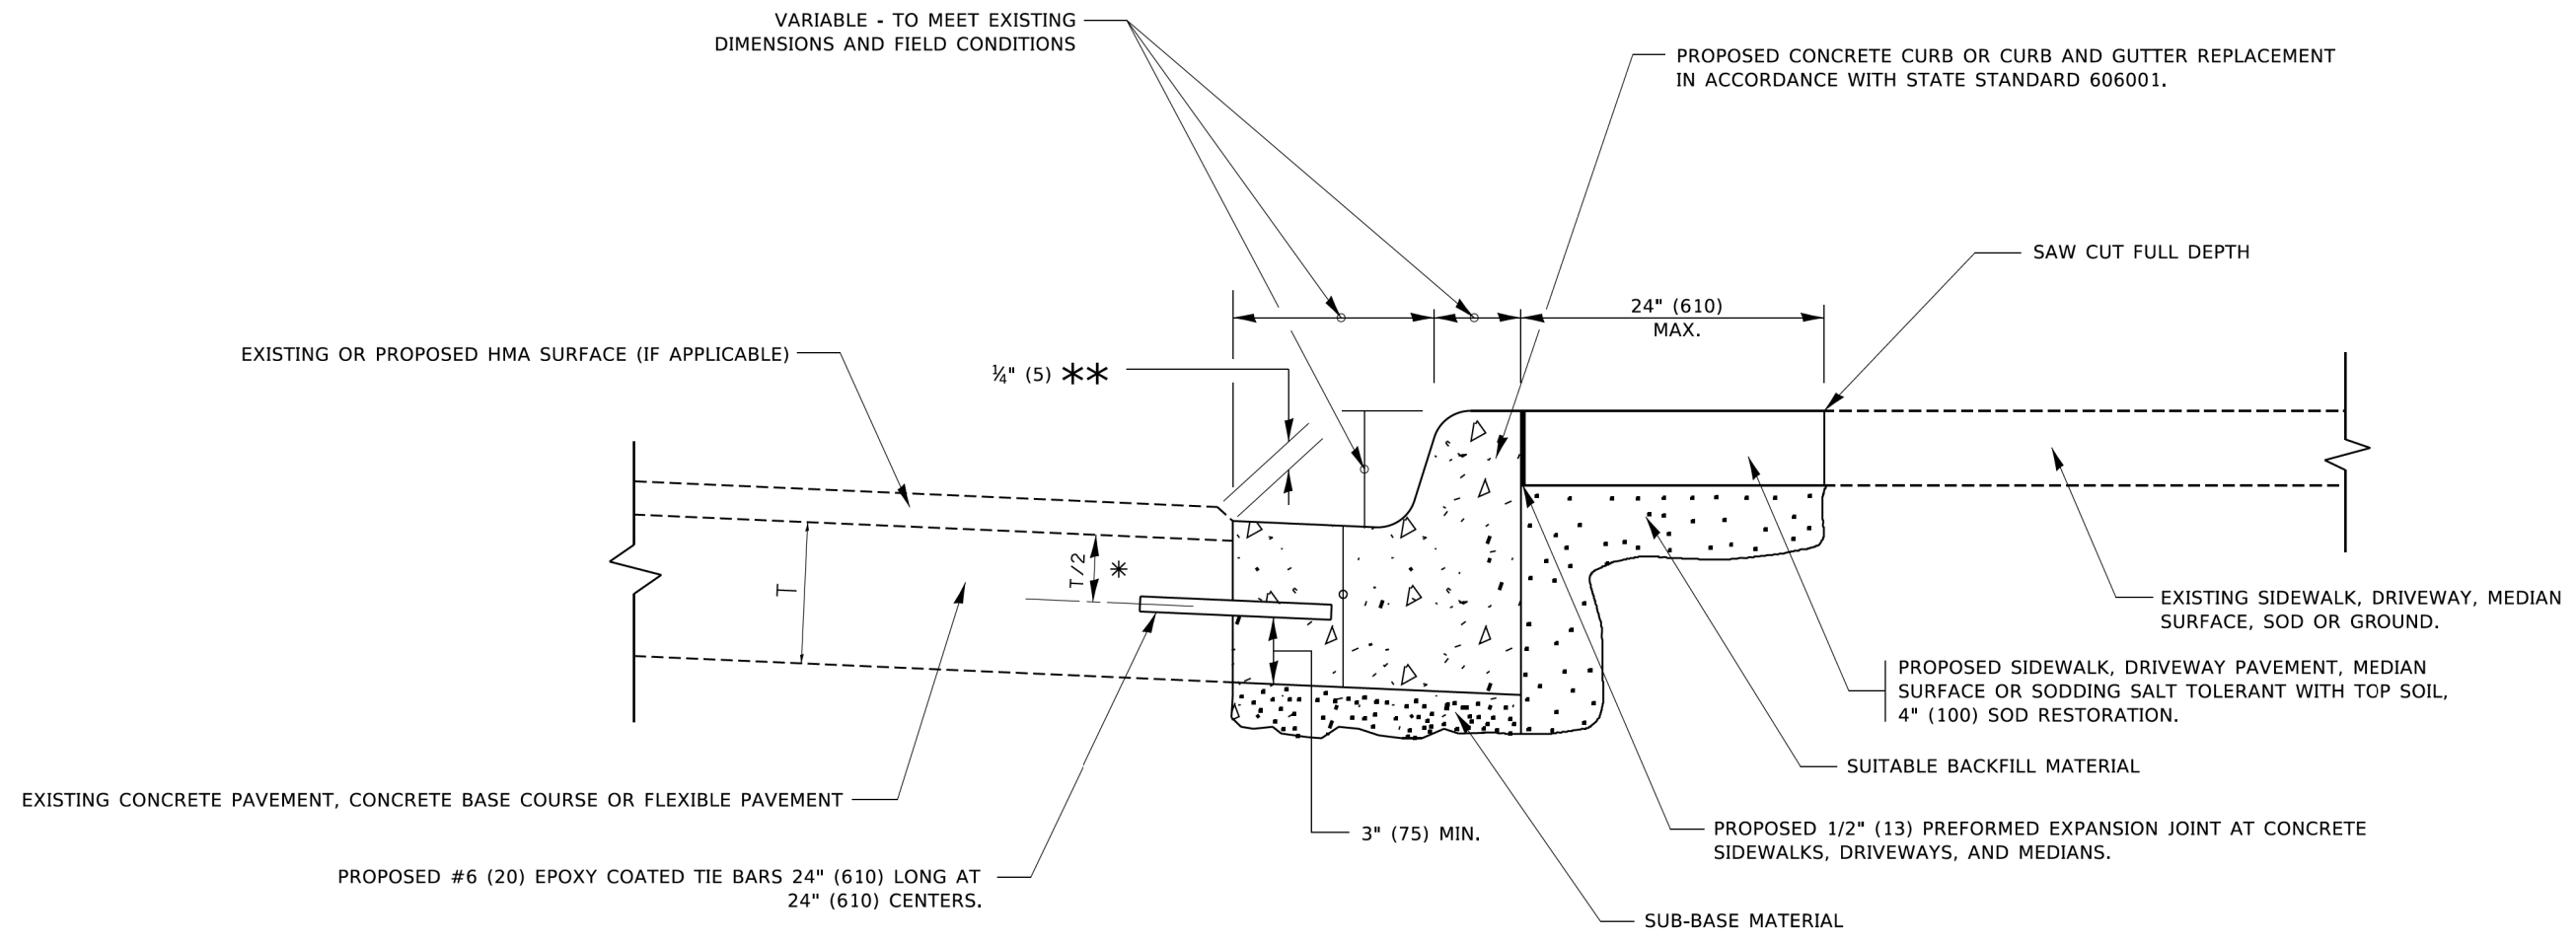 VARIABLE - TO MEET EXISTING
DIMENSIONS AND FIELD CONDITIONS
PROPOSED CONCRETE CURB OR CURB AND GUTTER REPLACEMENT
IN ACCORDANCE WITH STATE STANDARD 606001.
SAW CUT FULL DEPTH
24" (610)
MAX.
EXISTING OR PROPOSED HMA SURFACE (IF APPLICABLE)
¼" (5) **
T/2 *
T
EXISTING SIDEWALK, DRIVEWAY, MEDIAN
SURFACE, SOD OR GROUND.
PROPOSED SIDEWALK, DRIVEWAY PAVEMENT, MEDIAN
SURFACE OR SODDING SALT TOLERANT WITH TOP SOIL,
4" (100) SOD RESTORATION.
SUITABLE BACKFILL MATERIAL
EXISTING CONCRETE PAVEMENT, CONCRETE BASE COURSE OR FLEXIBLE PAVEMENT
3" (75) MIN.
PROPOSED 1/2" (13) PREFORMED EXPANSION JOINT AT CONCRETE
SIDEWALKS, DRIVEWAYS, AND MEDIANS.
PROPOSED #6 (20) EPOXY COATED TIE BARS 24" (610) LONG AT
24" (610) CENTERS.
SUB-BASE MATERIAL